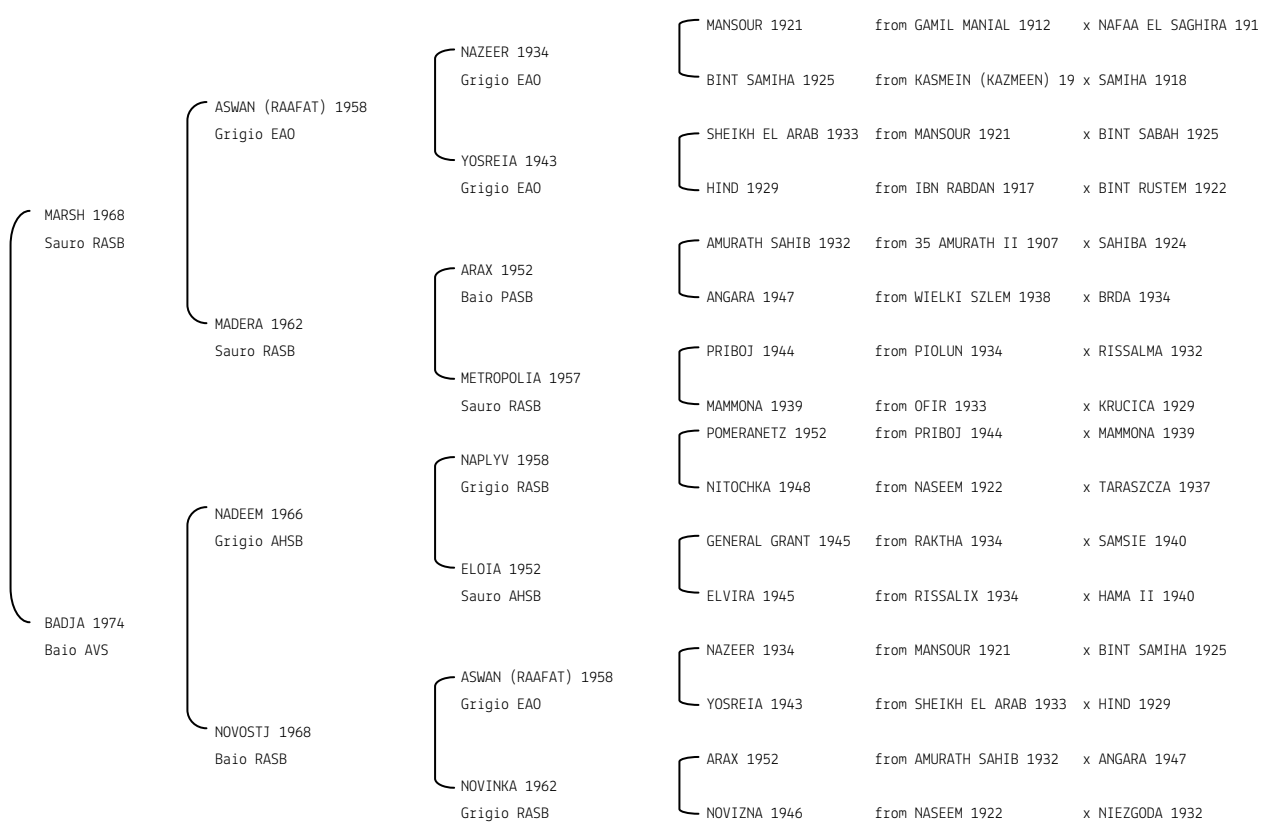 MANSOUR 1921 from GAMIL MANIAL 1912 x NAFAA EL SAGHIRA 191
NAZEER 1934
Grigio EAO BINT SAMIHA 1925 from KASMEIN (KAZMEEN) 19 x SAMIHA 1918
ASWAN (RAAFAT) 1958
Grigio EAO SHEIKH EL ARAB 1933 from MANSOUR 1921 x BINT SABAH 1925
YOSREIA 1943
Grigio EAO HIND 1929 from IBN RABDAN 1917 x BINT RUSTEM 1922
MARSH 1968
Sauro RASB AMURATH SAHIB 1932 from 35 AMURATH II 1907 x SAHIBA 1924
ARAX 1952
Baio PASB ANGARA 1947 from WIELKI SZLEM 1938 x BRDA 1934
MADERA 1962
Sauro RASB PRIBOJ 1944 from PIOLUN 1934 x RISSALMA 1932
METROPOLIA 1957
Sauro RASB MAMMONA 1939 from OFIR 1933 x KRUCICA 1929
POMERANETZ 1952 from PRIBOJ 1944 x MAMMONA 1939
NAPLYV 1958
Grigio RASB NITOCHKA 1948 from NASEEM 1922 x TARASZCZA 1937
NADEEM 1966
Grigio AHSB GENERAL GRANT 1945 from RAKTHA 1934 x SAMSIE 1940
ELOIA 1952
Sauro AHSB ELVIRA 1945 from RISSALIX 1934 x HAMA II 1940
BADJA 1974
Baio AVS NAZEER 1934 from MANSOUR 1921 x BINT SAMIHA 1925
ASWAN (RAAFAT) 1958
Grigio EAO YOSREIA 1943 from SHEIKH EL ARAB 1933 x HIND 1929
NOVOSTJ 1968
Baio RASB ARAX 1952 from AMURATH SAHIB 1932 x ANGARA 1947
NOVINKA 1962
Grigio RASB NOVIZNA 1946 from NASEEM 1922 x NIEZGODA 1932